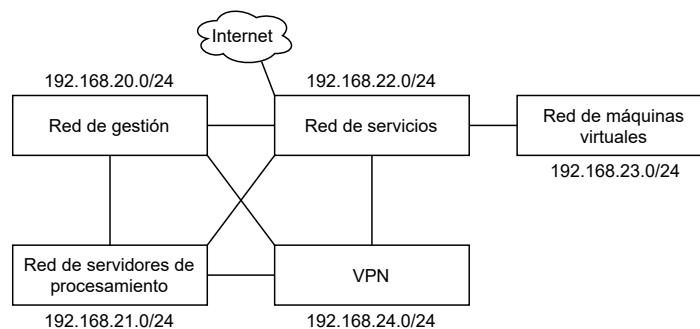 Internet
192.168.20.0/24
192.168.22.0/24
Red de gestión
Red de servicios
Red de máquinas
virtuales
192.168.23.0/24
Red de servidores de
procesamiento
VPN
192.168.21.0/24
192.168.24.0/24